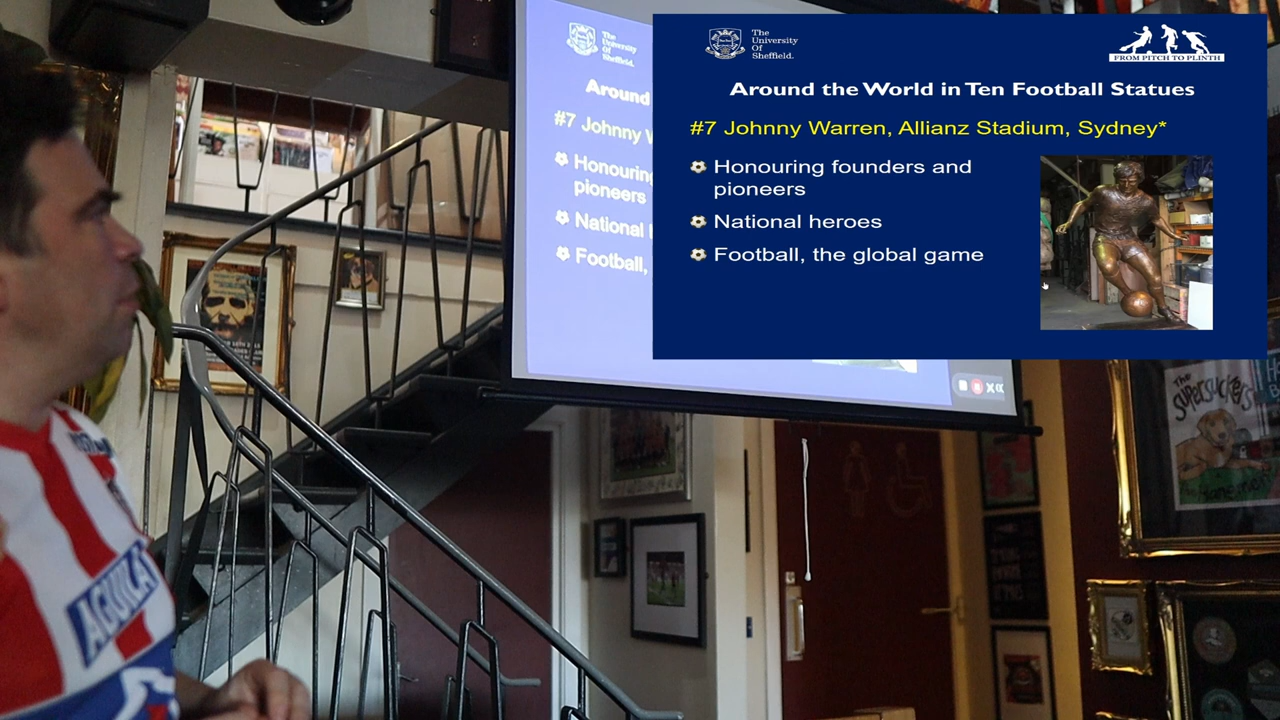 The
University
Of
Sheffield.
Around
#7 Johnny W
Honouring
pioneers
National
Football,
The
University
Of
Sheffield.
FROM PITCH TO PLINTH
Around the World in Ten Football Statues
#7 Johnny Warren, Allianz Stadium, Sydney*
Honouring founders and
pioneers
National heroes
Football, the global game
The
SUPERSUCKERS
AGUILA